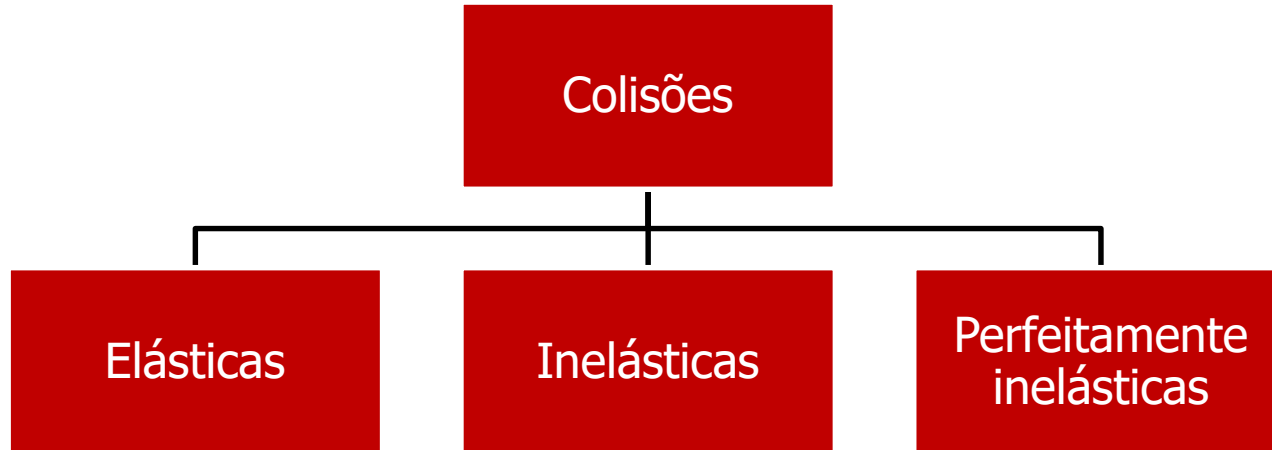 Colisões
Elásticas
Inelásticas
Perfeitamente
inelásticas